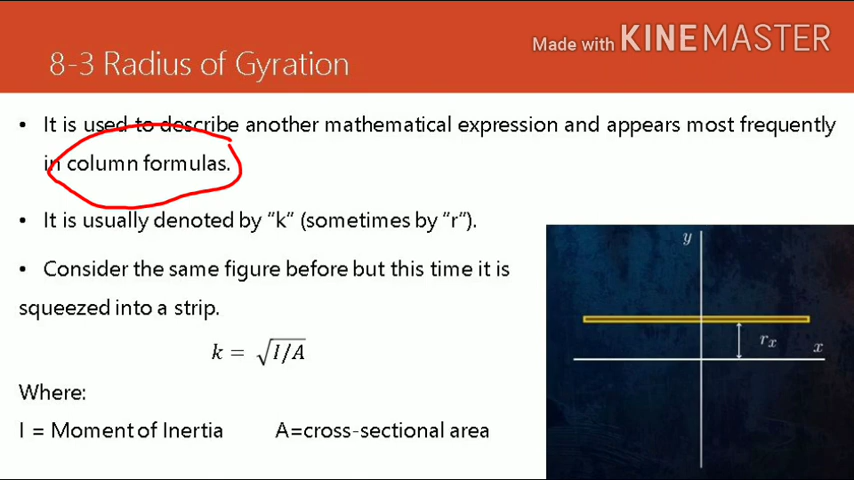 8-3 Radius of Gyration
Made with KINEMASTER
• It is used to describe another mathematical expression and appears most frequently
in column formulas.
• It is usually denoted by “k” (sometimes by “r”).
• Consider the same figure before but this time it is
squeezed into a strip.
k = √I/A
Where:
I = Moment of Inertia A=cross-sectional area
y
rₓ
x